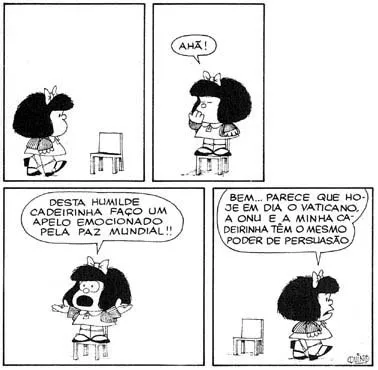 AHÃ!
DESTA HUMILDE
CADEIRINHA FAÇO UM
APELO EMOCIONADO
PELA PAZ MUNDIAL!!
BEM... PARECE QUE HO-
JE EM DIA O VATICANO,
A ONU E A MINHA CA-
DEIRINHA TÊM O MESMO
PODER DE PERSUASÃO
QUINO